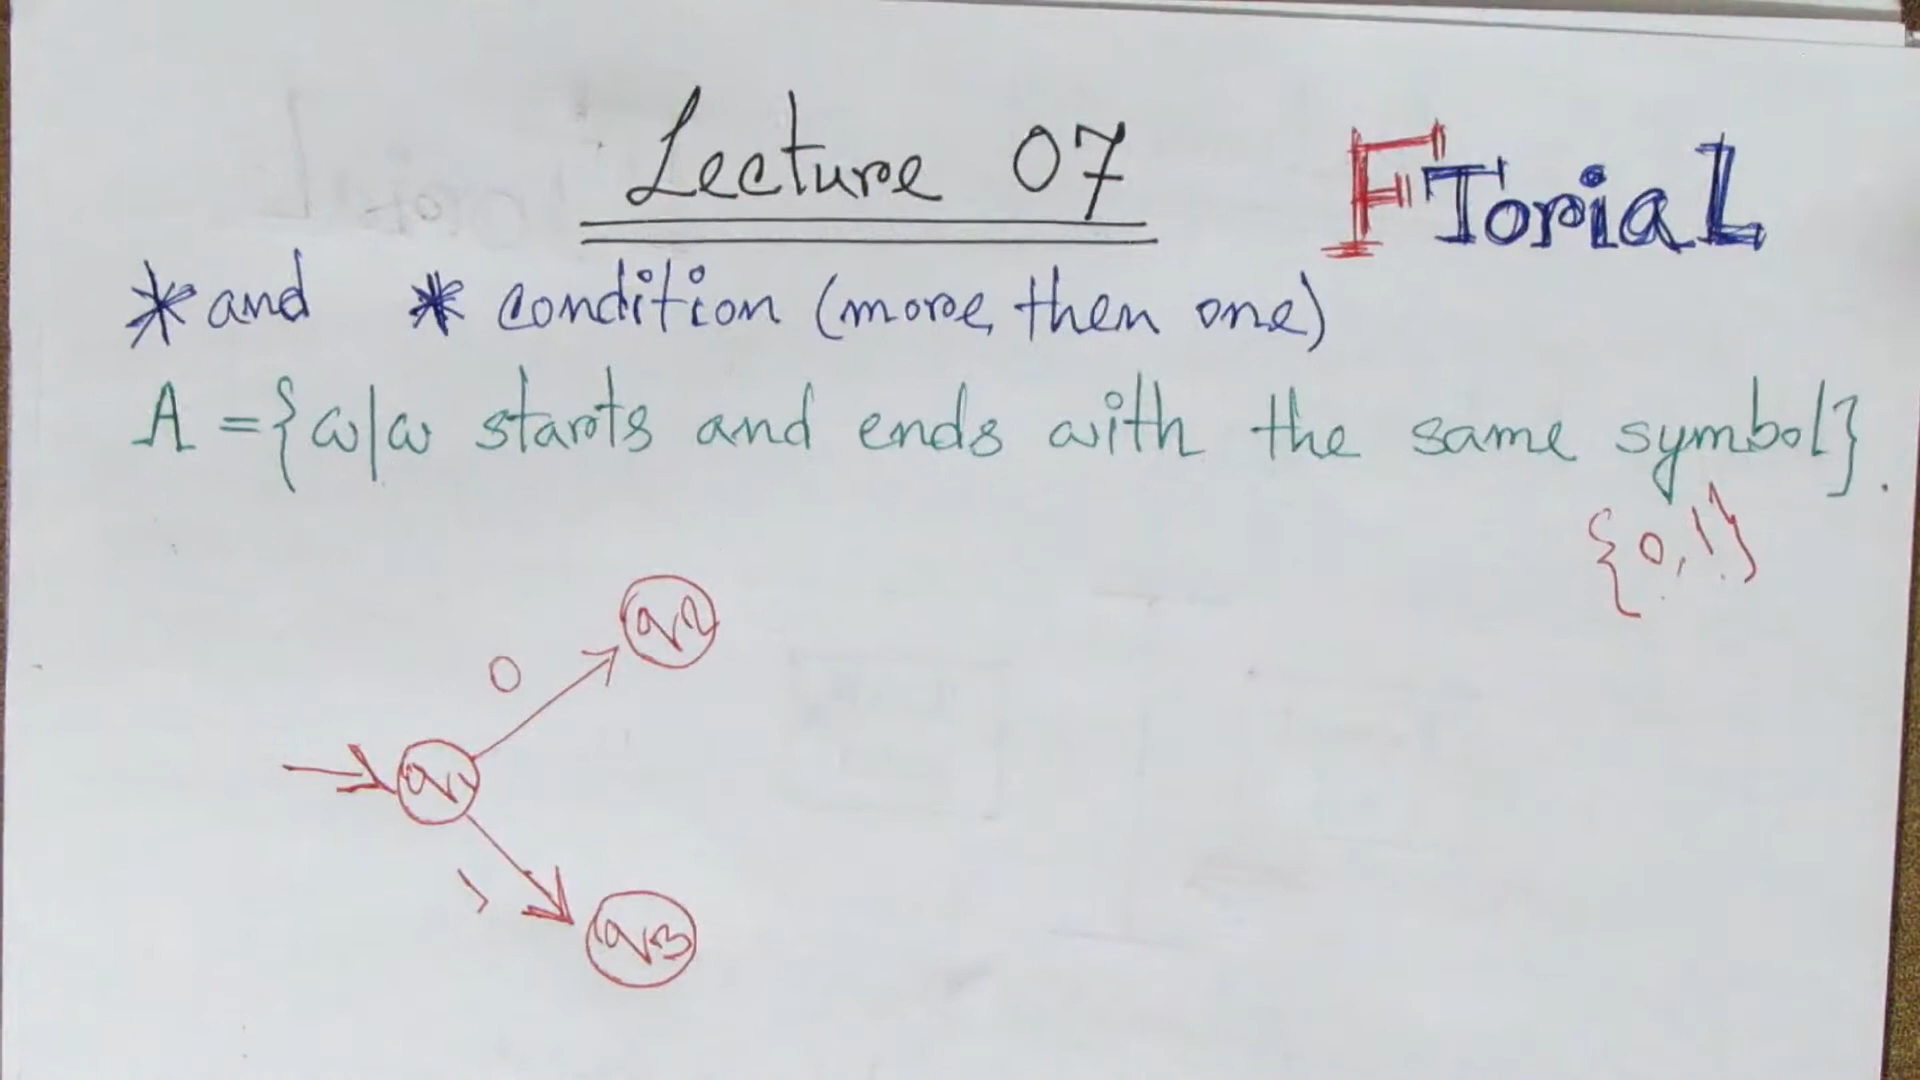 Lecture 07
FTorial
* and * condition (more then one)
A = {ω|ω starts and ends with the same symbol}.
{0,1}
q2
0
q1
1
q3